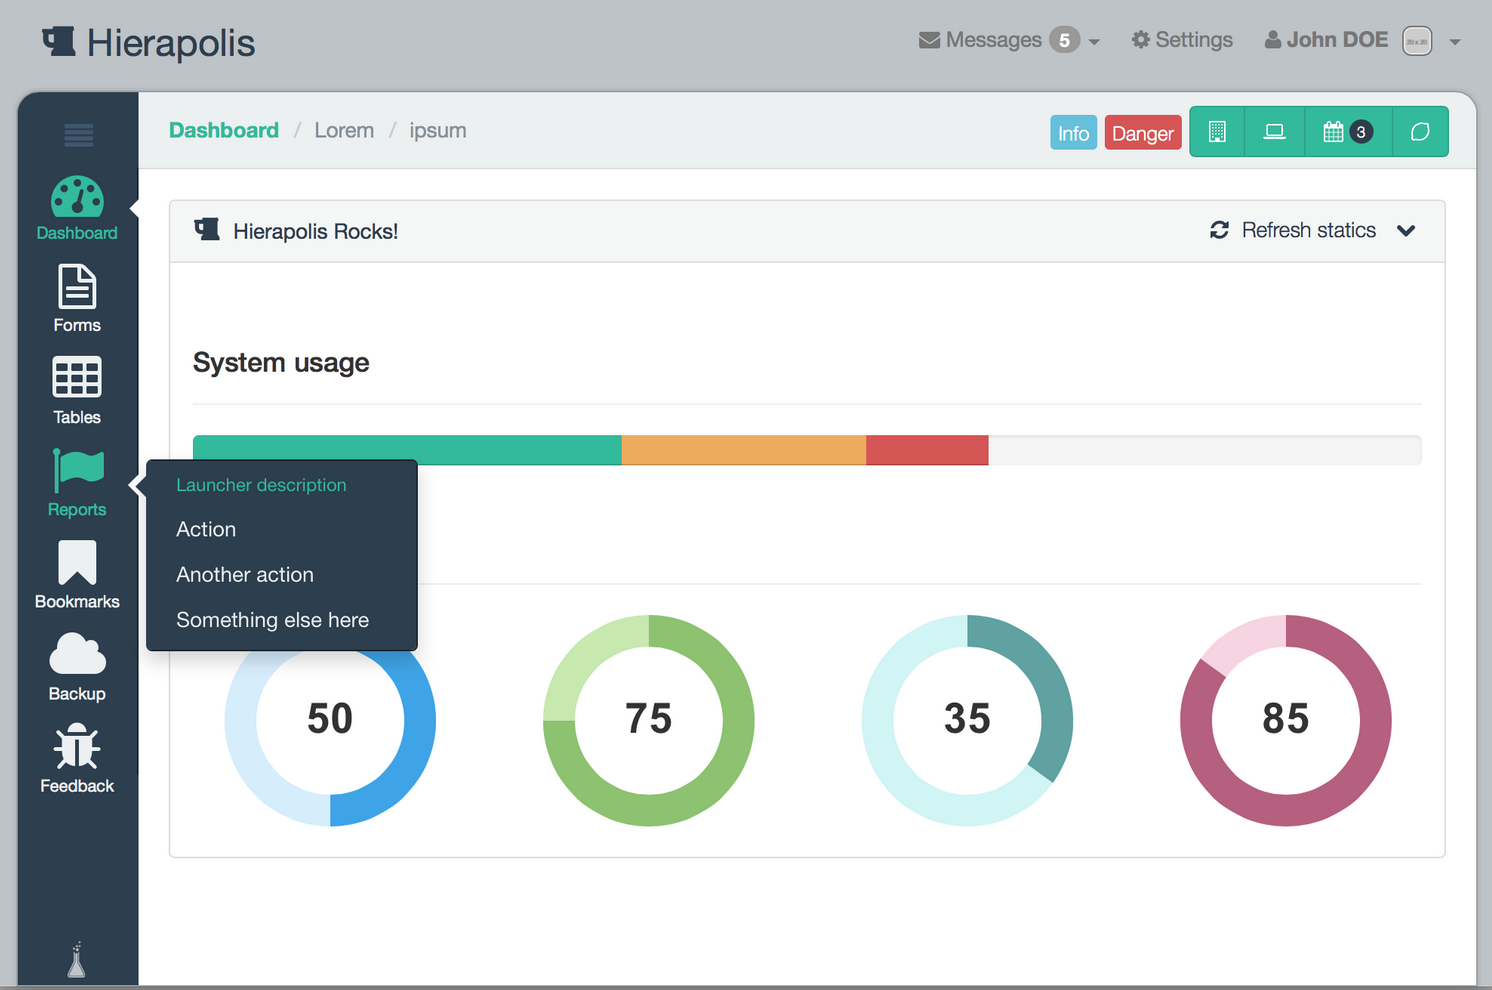 Hierapolis
Messages 5
Settings
John DOE
Dashboard / Lorem / ipsum
Info
Danger
3
Dashboard
Forms
Tables
Reports
Bookmarks
Backup
Feedback
Hierapolis Rocks!
Refresh statics
System usage
Launcher description
Action
Another action
Something else here
50
75
35
85